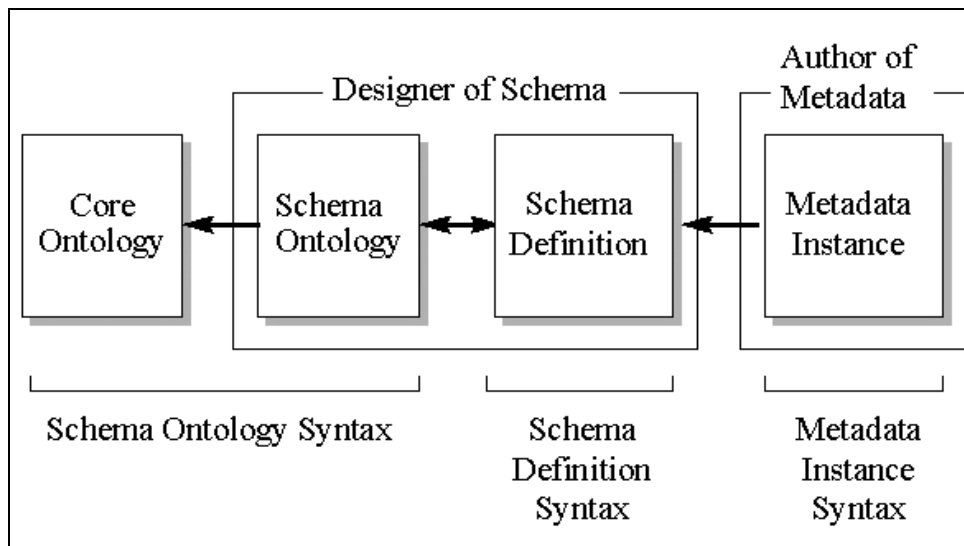 Designer of Schema
Author of
Metadata
Core
Ontology
Schema
Ontology
Schema
Definition
Metadata
Instance
Schema Ontology Syntax
Schema
Definition
Syntax
Metadata
Instance
Syntax